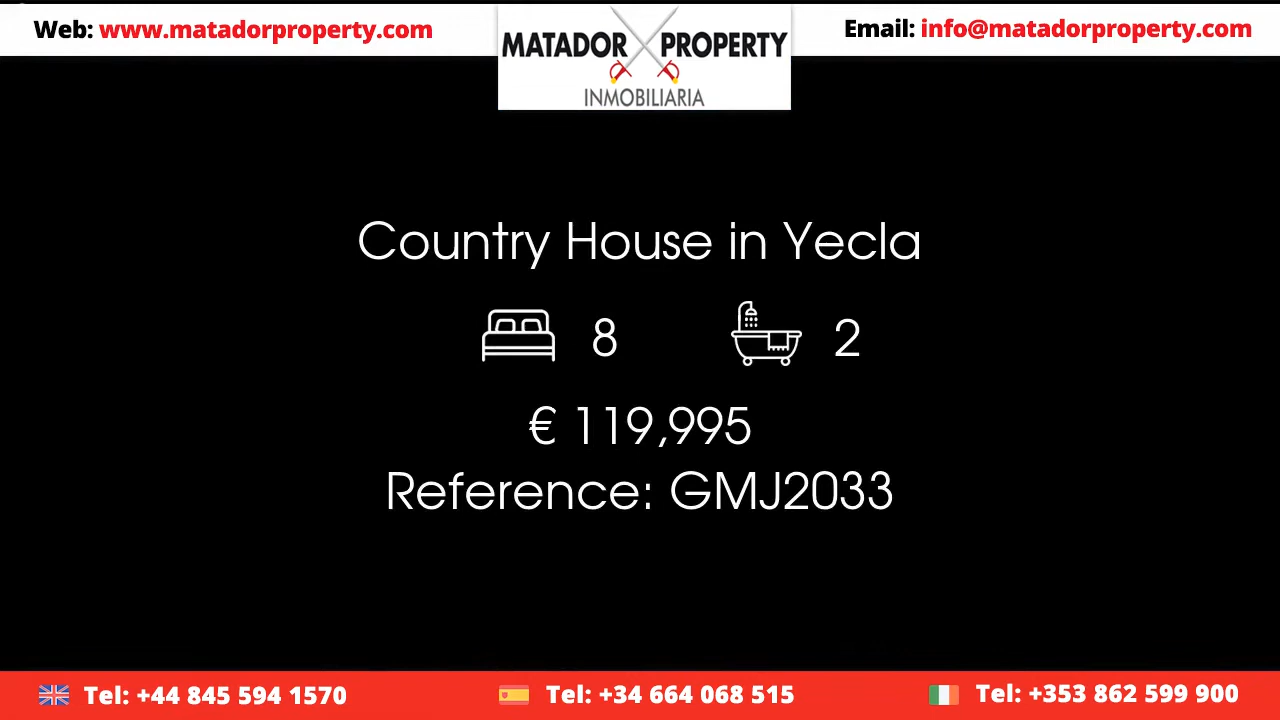 Web: www.matadorproperty.com
MATADOR PROPERTY
INMOBILIARIA
Email: info@matadorproperty.com
Country House in Yecla
8 2
€ 119,995
Reference: GMJ2033
Tel: +44 845 594 1570
Tel: +34 664 068 515
Tel: +353 862 599 900